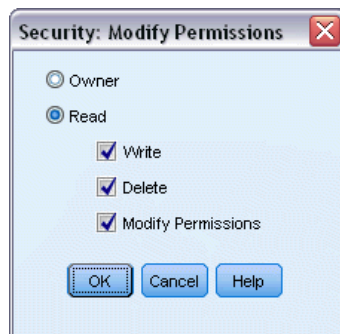 Security: Modify Permissions
Owner
Read
Write
Delete
Modify Permissions
OK Cancel Help